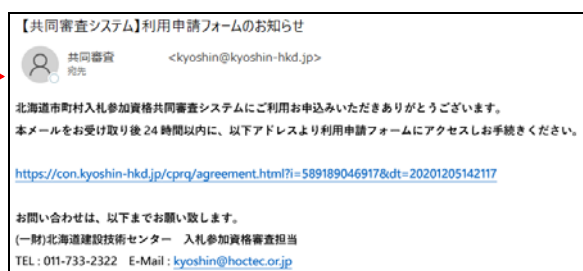 【共同審査システム】利用申請フォームのお知らせ
共同審査 <kyoshin@kyoshin-hkd.jp>
宛先
北海道市町村入札参加資格共同審査システムにご利用お申込みいただきありがとうございます。
本メールをお受け取り後 24 時間以内に、以下アドレスより利用申請フォームにアクセスしお手続きください。
https://con.kyoshin-hkd.jp/cprq/agreement.html?i=589189046917&dt=20201205142117
お問い合わせは、以下までお願い致します。
(一財)北海道建設技術センター 入札参加資格審査担当
TEL : 011-733-2322 E-Mail : kyoshin@hoctec.or.jp